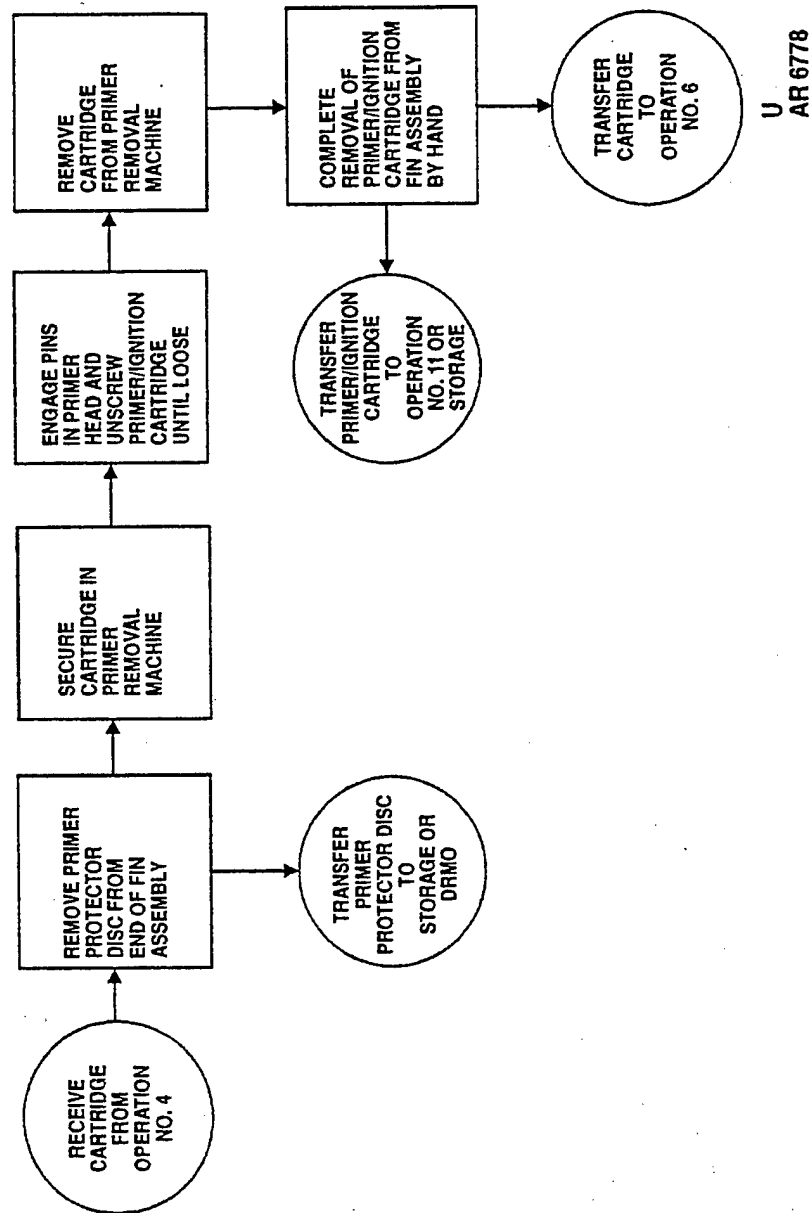 RECEIVE
CARTRIDGE
FROM
OPERATION
NO. 4
REMOVE PRIMER
PROTECTOR
DISC FROM
END OF FIN
ASSEMBLY
TRANSFER
PRIMER
PROTECTOR DISC
TO
STORAGE OR
DRMO
SECURE
CARTRIDGE IN
PRIMER
REMOVAL
MACHINE
ENGAGE PINS
IN PRIMER
HEAD AND
UNSCREW
PRIMER/IGNITION
CARTRIDGE
UNTIL LOOSE
REMOVE
CARTRIDGE
FROM PRIMER
REMOVAL
MACHINE
COMPLETE
REMOVAL OF
PRIMER/IGNITION
CARTRIDGE FROM
FIN ASSEMBLY
BY HAND
TRANSFER
PRIMER/IGNITION
CARTRIDGE
TO
OPERATION
NO. 11 OR
STORAGE
TRANSFER
CARTRIDGE
TO
OPERATION
NO. 6
U
AR 6778